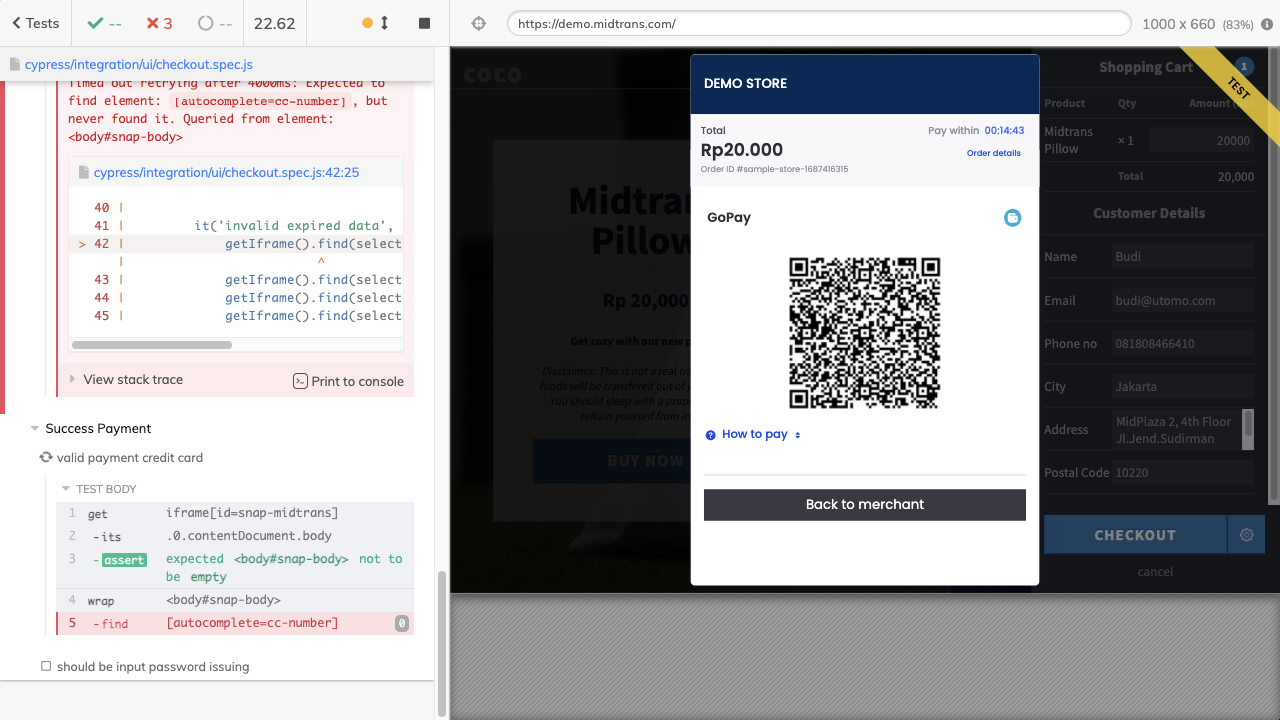 Tests
--
3
--
22.62
https://demo.midtrans.com/
1000 x 660 (83%)
cypress/integration/ui/checkout.spec.js
Timed out retrying after 4000ms: Expected to
find element: [autocomplete=cc-number], but
never found it. Queried from element:
<body#snap-body>
cypress/integration/ui/checkout.spec.js:42:25
40 |
41 | it('invalid expired data',
> 42 | getIframe().find(select
| ^
43 | getIframe().find(select
44 | getIframe().find(select
45 | getIframe().find(select
View stack trace
Print to console
Success Payment
valid payment credit card
TEST BODY
1 get iframe[id=snap-midtrans]
2 -its .0.contentDocument.body
3 -assert expected <body#snap-body> not to
be empty
4 wrap <body#snap-body>
5 -find [autocomplete=cc-number] 0
should be input password issuing
COCO
Midtrans
Pillow
Rp 20,000
Get cozy with our new
Disclaimer: This is not a real
funds will be transfered out of
You should sleep with a
refrain yourself from
BUY NOW
DEMO STORE
Total
Pay within 00:14:43
Rp20.000
Order details
Order ID #sample-store-1687416315
GoPay
How to pay
Back to merchant
Shopping Cart
1
TEST
Product Qty Amount
Midtrans
Pillow
× 1
20000
Total 20,000
Customer Details
Name Budi
Email budi@utomo.com
Phone no 081808466410
City Jakarta
Address
MidPlaza 2, 4th Floor
Jl.Jend.Sudirman
Postal Code 10220
CHECKOUT
cancel